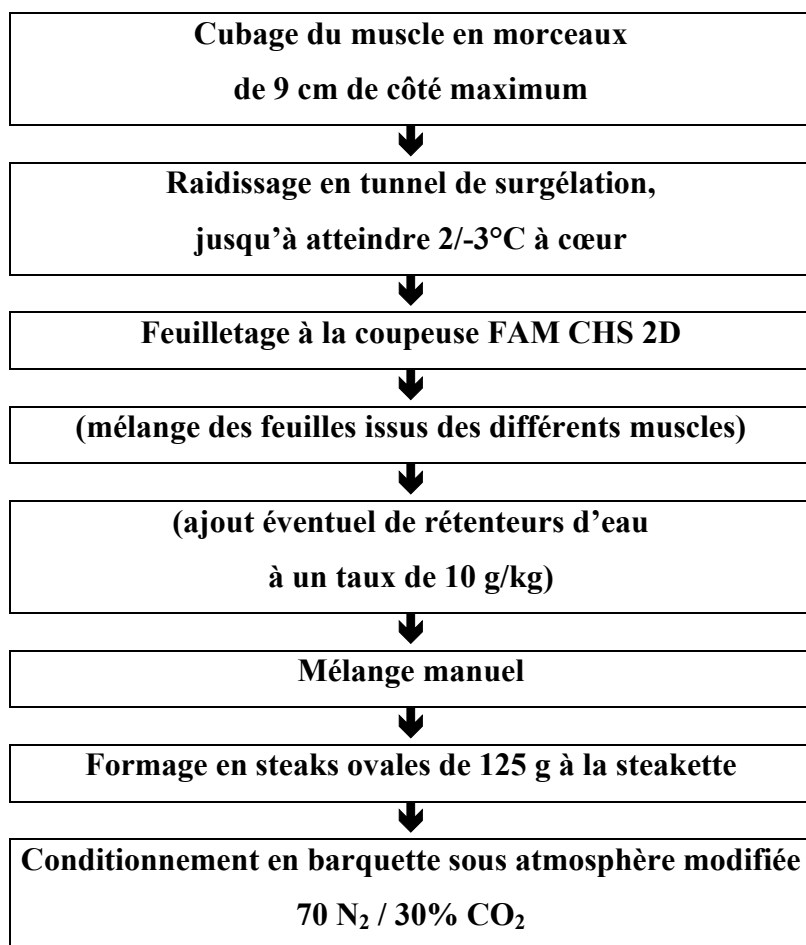 Cubage du muscle en morceaux
de 9 cm de côté maximum
Raidissage en tunnel de surgélation,
jusqu’à atteindre 2/-3°C à cœur
Feuilletage à la coupeuse FAM CHS 2D
(mélange des feuilles issus des différents muscles)
(ajout éventuel de rétenteurs d’eau
à un taux de 10 g/kg)
Mélange manuel
Formage en steaks ovales de 125 g à la steakette
Conditionnement en barquette sous atmosphère modifiée
70 N₂ / 30% CO₂